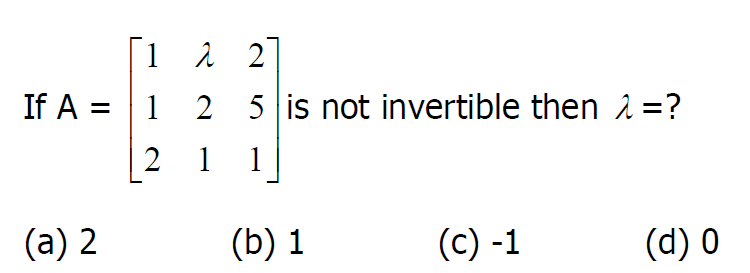 1 λ 2
If A = 1 2 5 is not invertible then λ =?
2 1 1
(a) 2 (b) 1 (c) -1 (d) 0